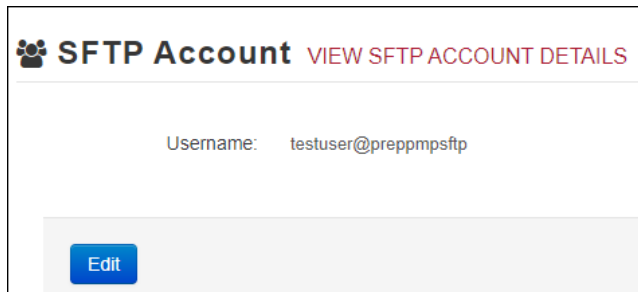 SFTP Account VIEW SFTP ACCOUNT DETAILS
Username: testuser@preppmpsftp
Edit